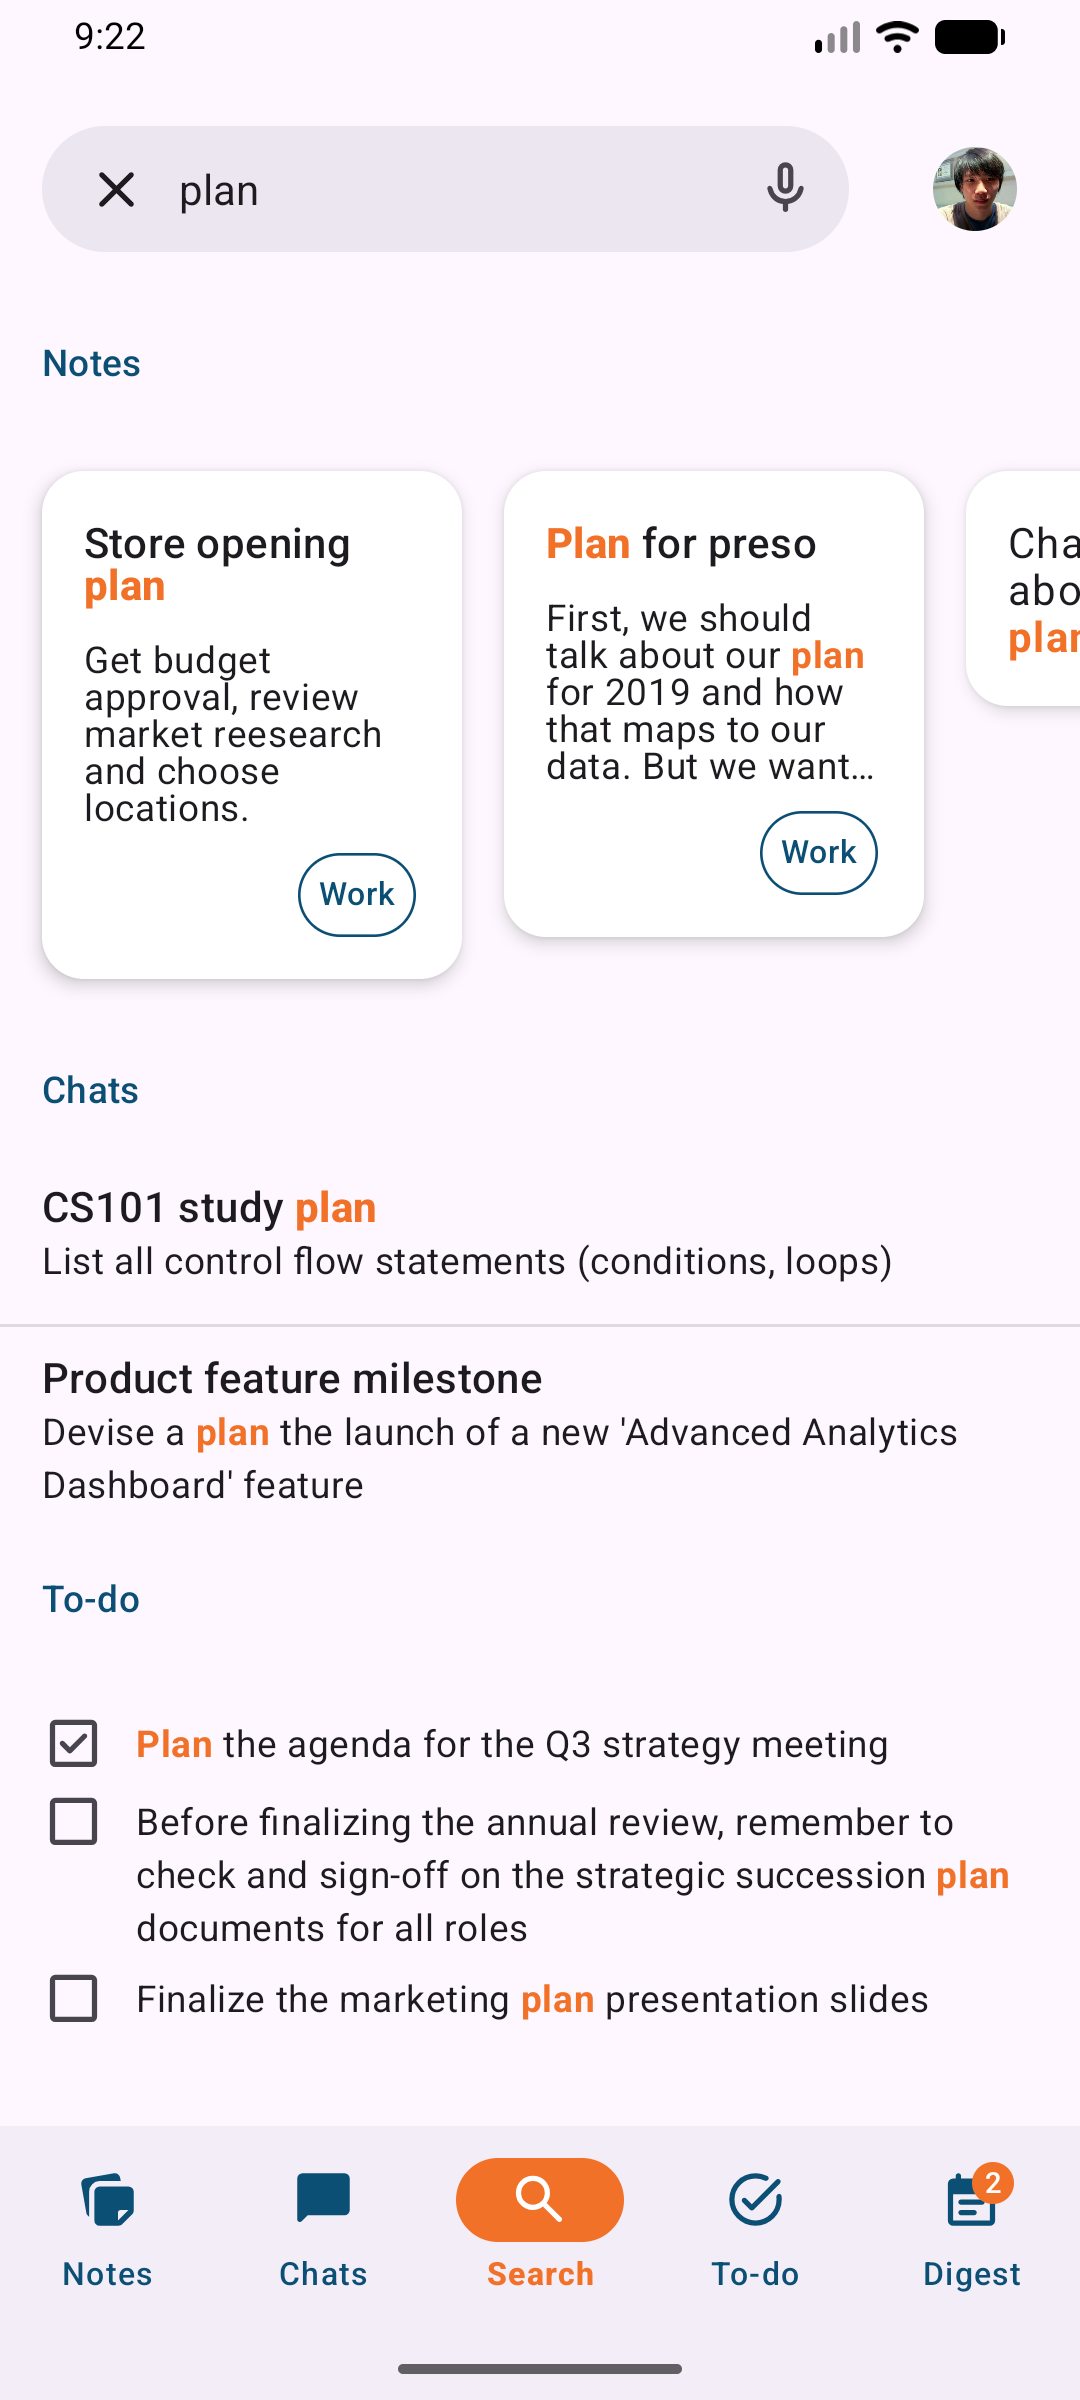 9:22
plan
Notes
Store opening
plan
Get budget
approval, review
market reesearch
and choose
locations.
Work
Plan for preso
First, we should
talk about our plan
for 2019 and how
that maps to our
data. But we want…
Work
Cha
abo
plan
Chats
CS101 study plan
List all control flow statements (conditions, loops)
Product feature milestone
Devise a plan the launch of a new 'Advanced Analytics
Dashboard' feature
To-do
Plan the agenda for the Q3 strategy meeting
Before finalizing the annual review, remember to
check and sign-off on the strategic succession plan
documents for all roles
Finalize the marketing plan presentation slides
2
Notes
Chats
Search
To-do
Digest